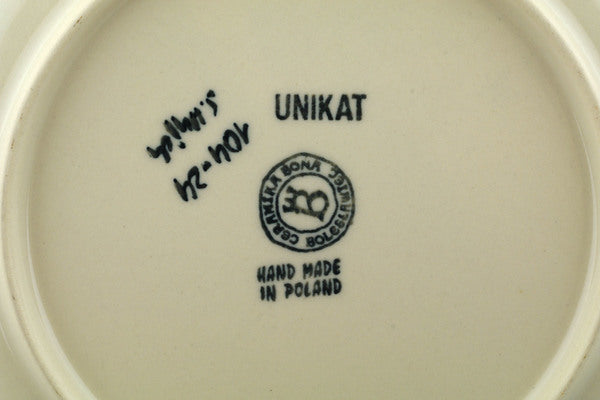 UNIKAT
104-24
CERAMIKA BONA BOLESŁAWIEC
B
HAND MADE
IN POLAND